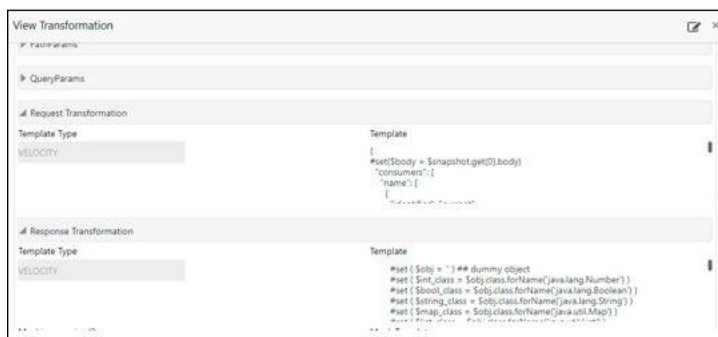 View Transformation
PathParams
QueryParams
Request Transformation
Template Type
Template
VELOCITY
{
#set($body = $snapshot.get(0).body)
"consumers": [
"name": [
{
Response Transformation
Template Type
Template
VELOCITY
#set ( $obj = '' ) ## dummy object
#set ( $int_class = $obj.class.forName('java.lang.Number') )
#set ( $bool_class = $obj.class.forName('java.lang.Boolean') )
#set ( $string_class = $obj.class.forName('java.lang.String') )
#set ( $map_class = $obj.class.forName('java.util.Map') )